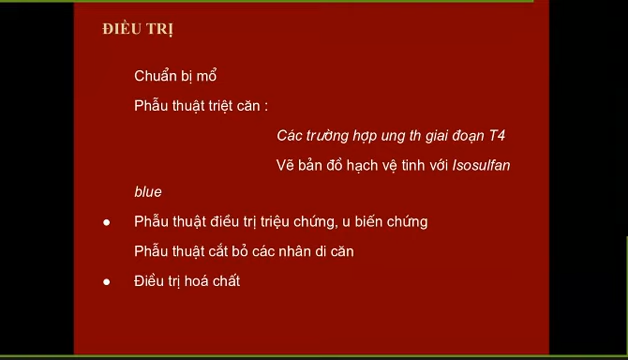 ĐIỀU TRỊ
Chuẩn bị mổ
Phẫu thuật triệt căn :
Các trường hợp ung th giai đoạn T4
Vẽ bản đồ hạch vệ tinh với Isosulfan
blue
● Phẫu thuật điều trị triệu chứng, u biến chứng
Phẫu thuật cắt bỏ các nhân di căn
● Điều trị hoá chất